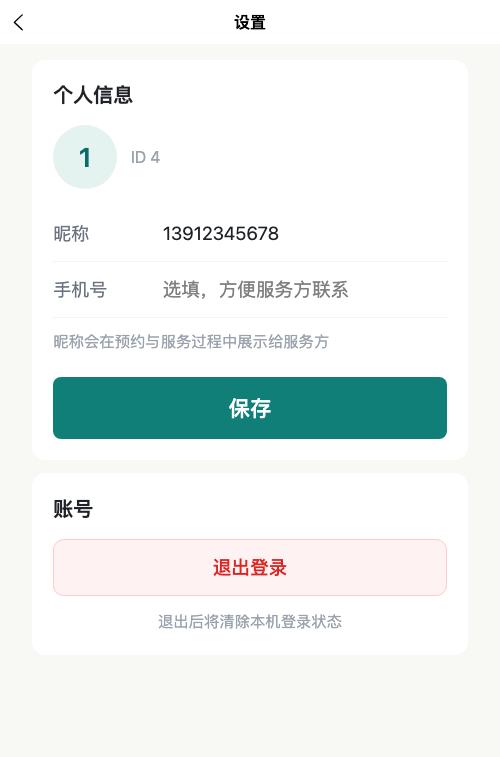 设置
个人信息
1
ID 4
昵称 13912345678
手机号 选填，方便服务方联系
昵称会在预约与服务过程中展示给服务方
保存
账号
退出登录
退出后将清除本机登录状态